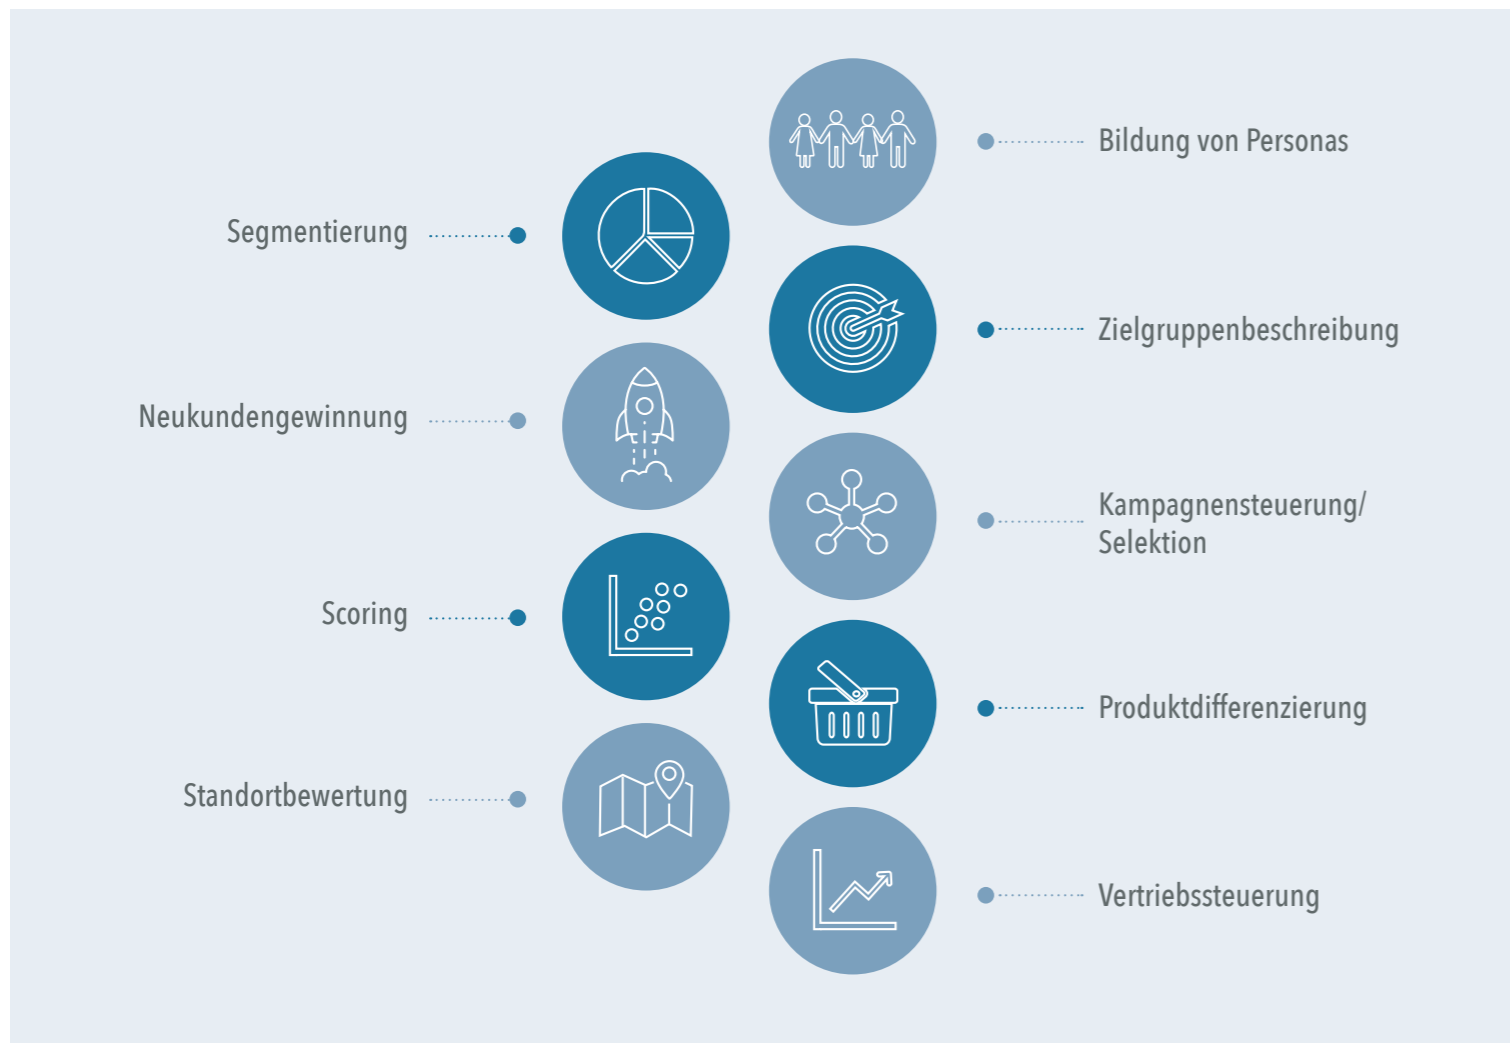 Bildung von Personas
Segmentierung
Zielgruppenbeschreibung
Neukundengewinnung
Kampagnensteuerung/
Selektion
Scoring
Produktdifferenzierung
Standortbewertung
Vertriebssteuerung